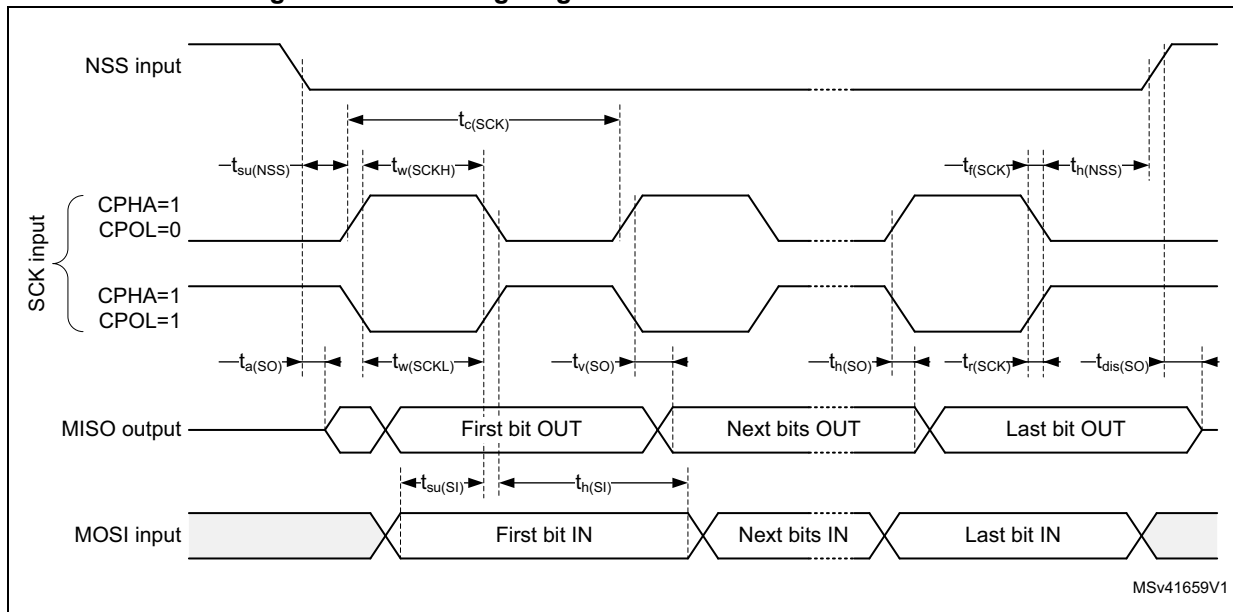 NSS input
tc(SCK)
tsu(NSS)
tw(SCKH)
tf(SCK)
th(NSS)
SCK input
CPHA=1
CPOL=0
CPHA=1
CPOL=1
ta(SO)
tw(SCKL)
tv(SO)
th(SO)
tr(SCK)
tdis(SO)
MISO output
First bit OUT
Next bits OUT
Last bit OUT
tsu(SI)
th(SI)
MOSI input
First bit IN
Next bits IN
Last bit IN
MSv41659V1